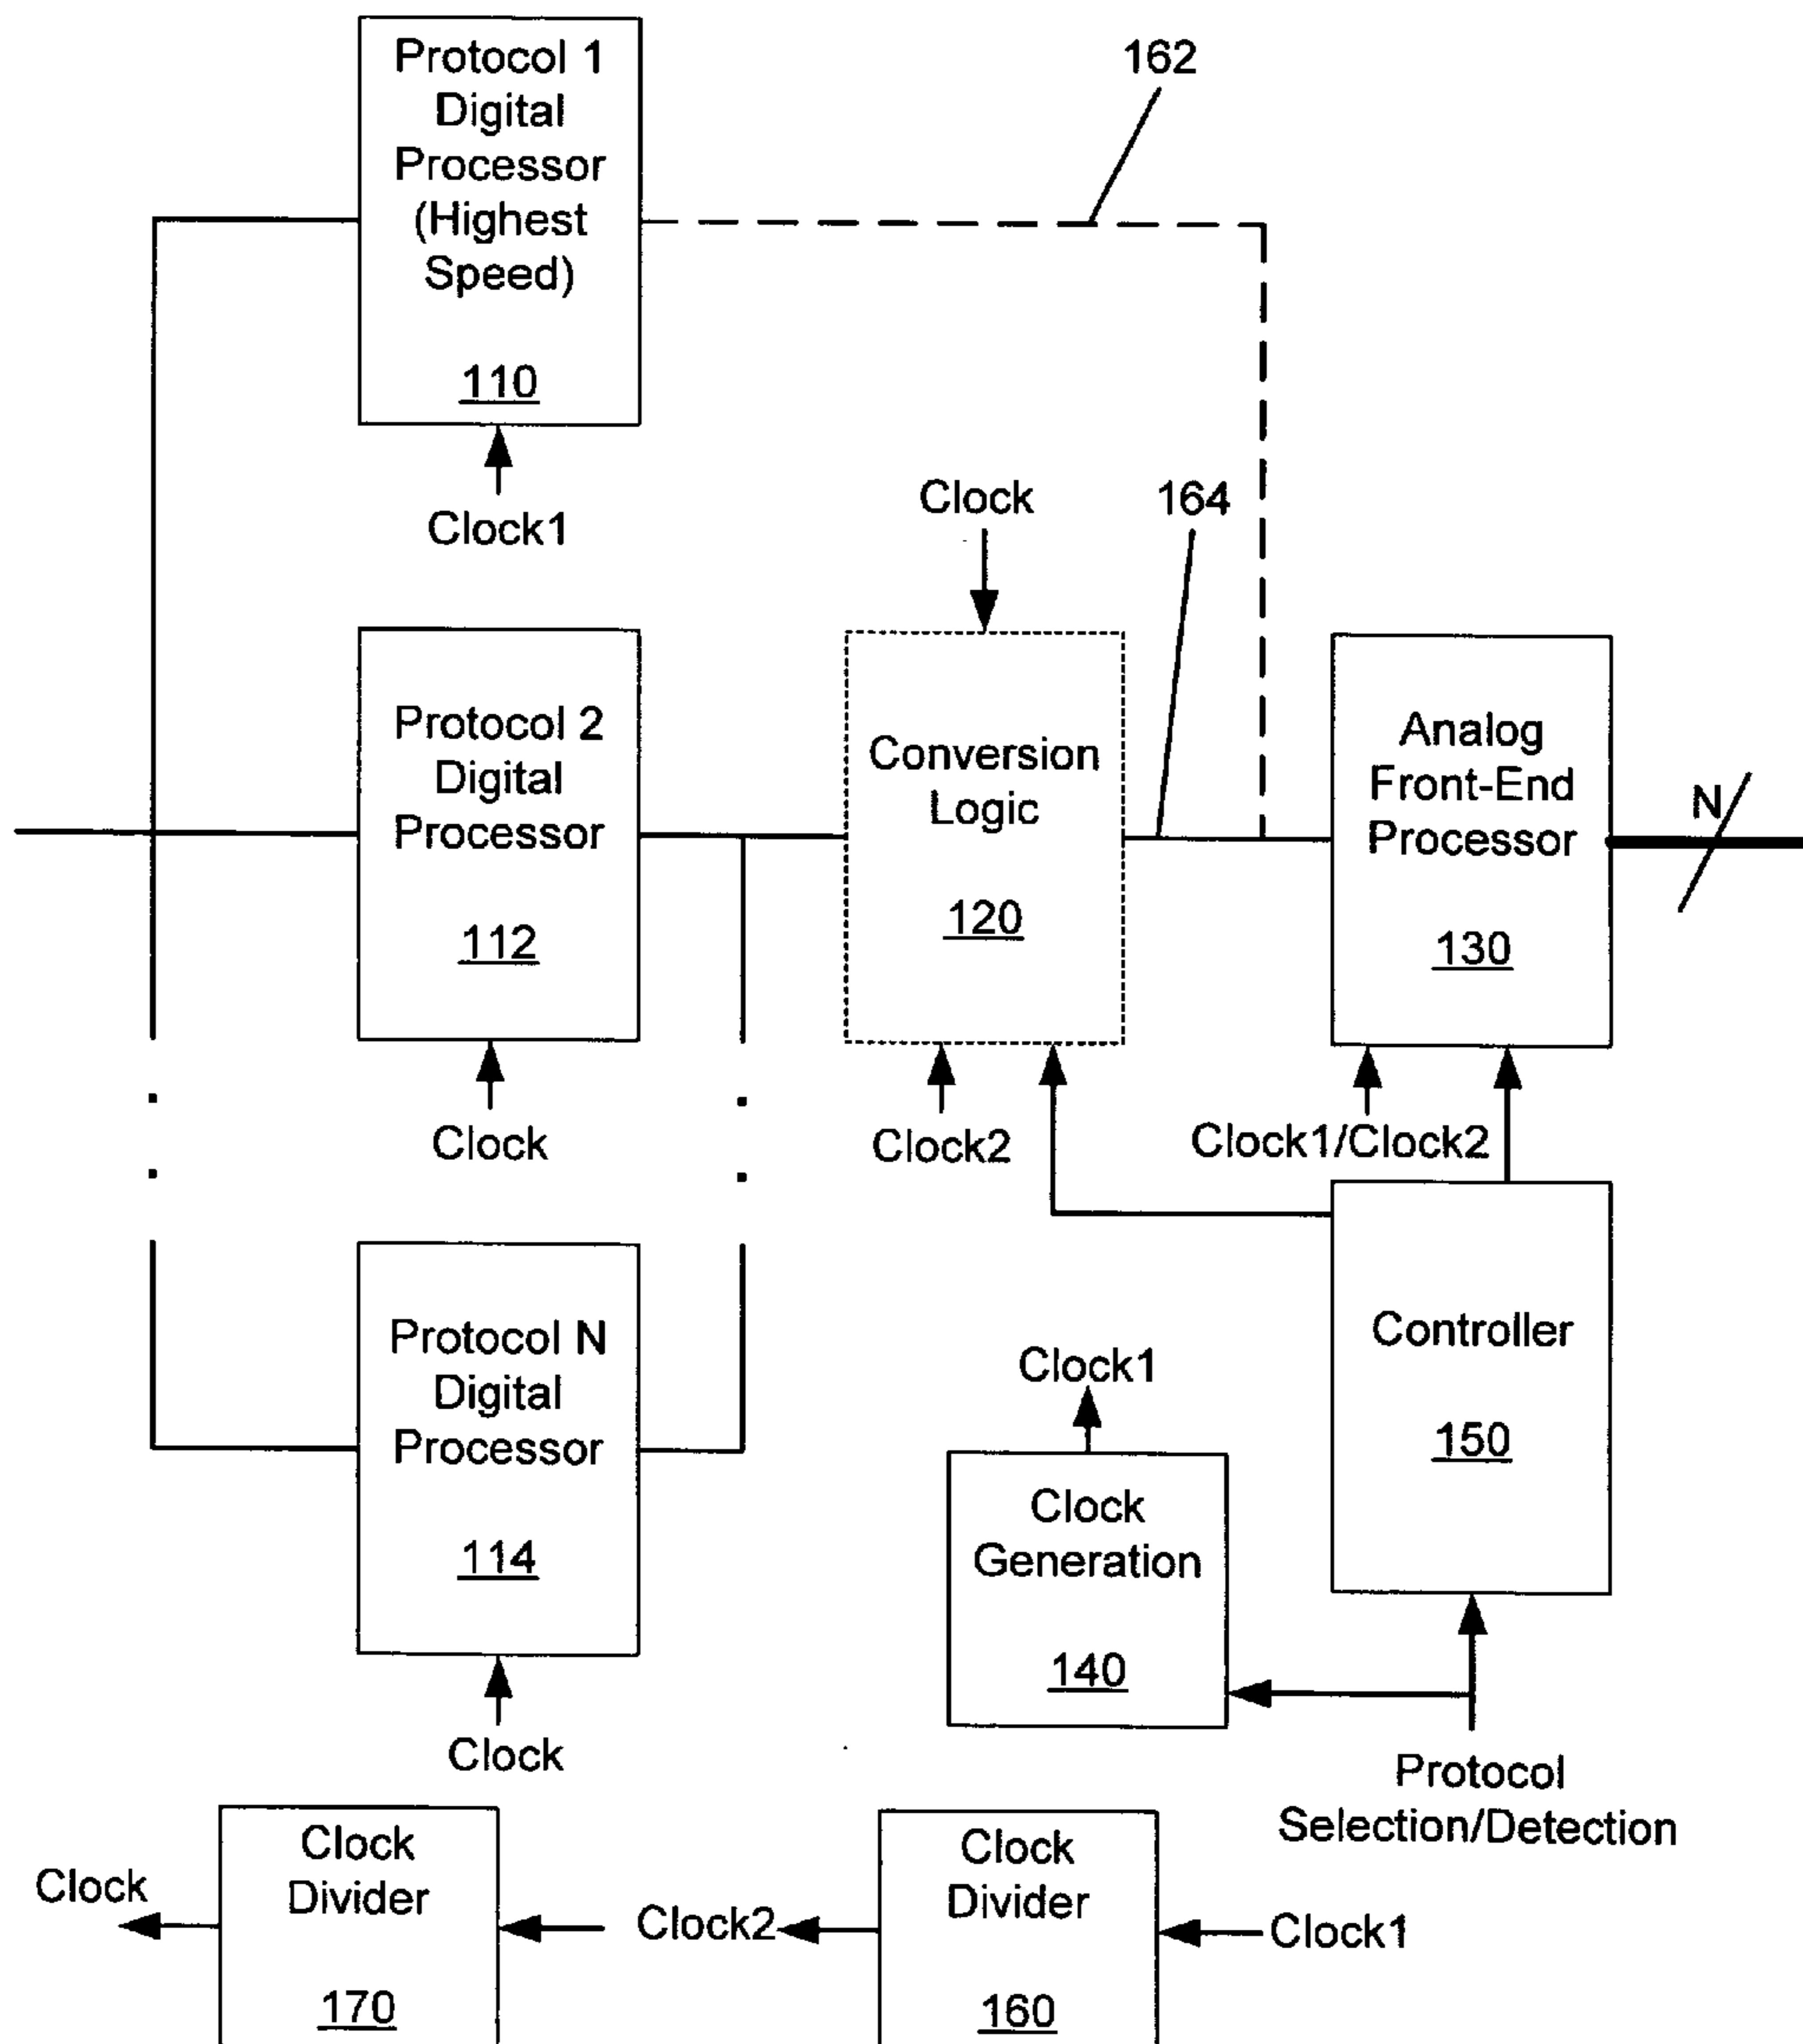 Protocol 1
Digital
Processor
(Highest
Speed)
110
Clock1
162
Clock
164
Protocol 2
Digital
Processor
112
Clock
Conversion
Logic
120
Clock2
Analog
Front-End
Processor
130
Clock1/Clock2
N
Protocol N
Digital
Processor
114
Clock
Clock1
Clock
Generation
140
Controller
150
Protocol
Selection/Detection
Clock
Clock
Divider
170
Clock2
Clock
Divider
160
Clock1